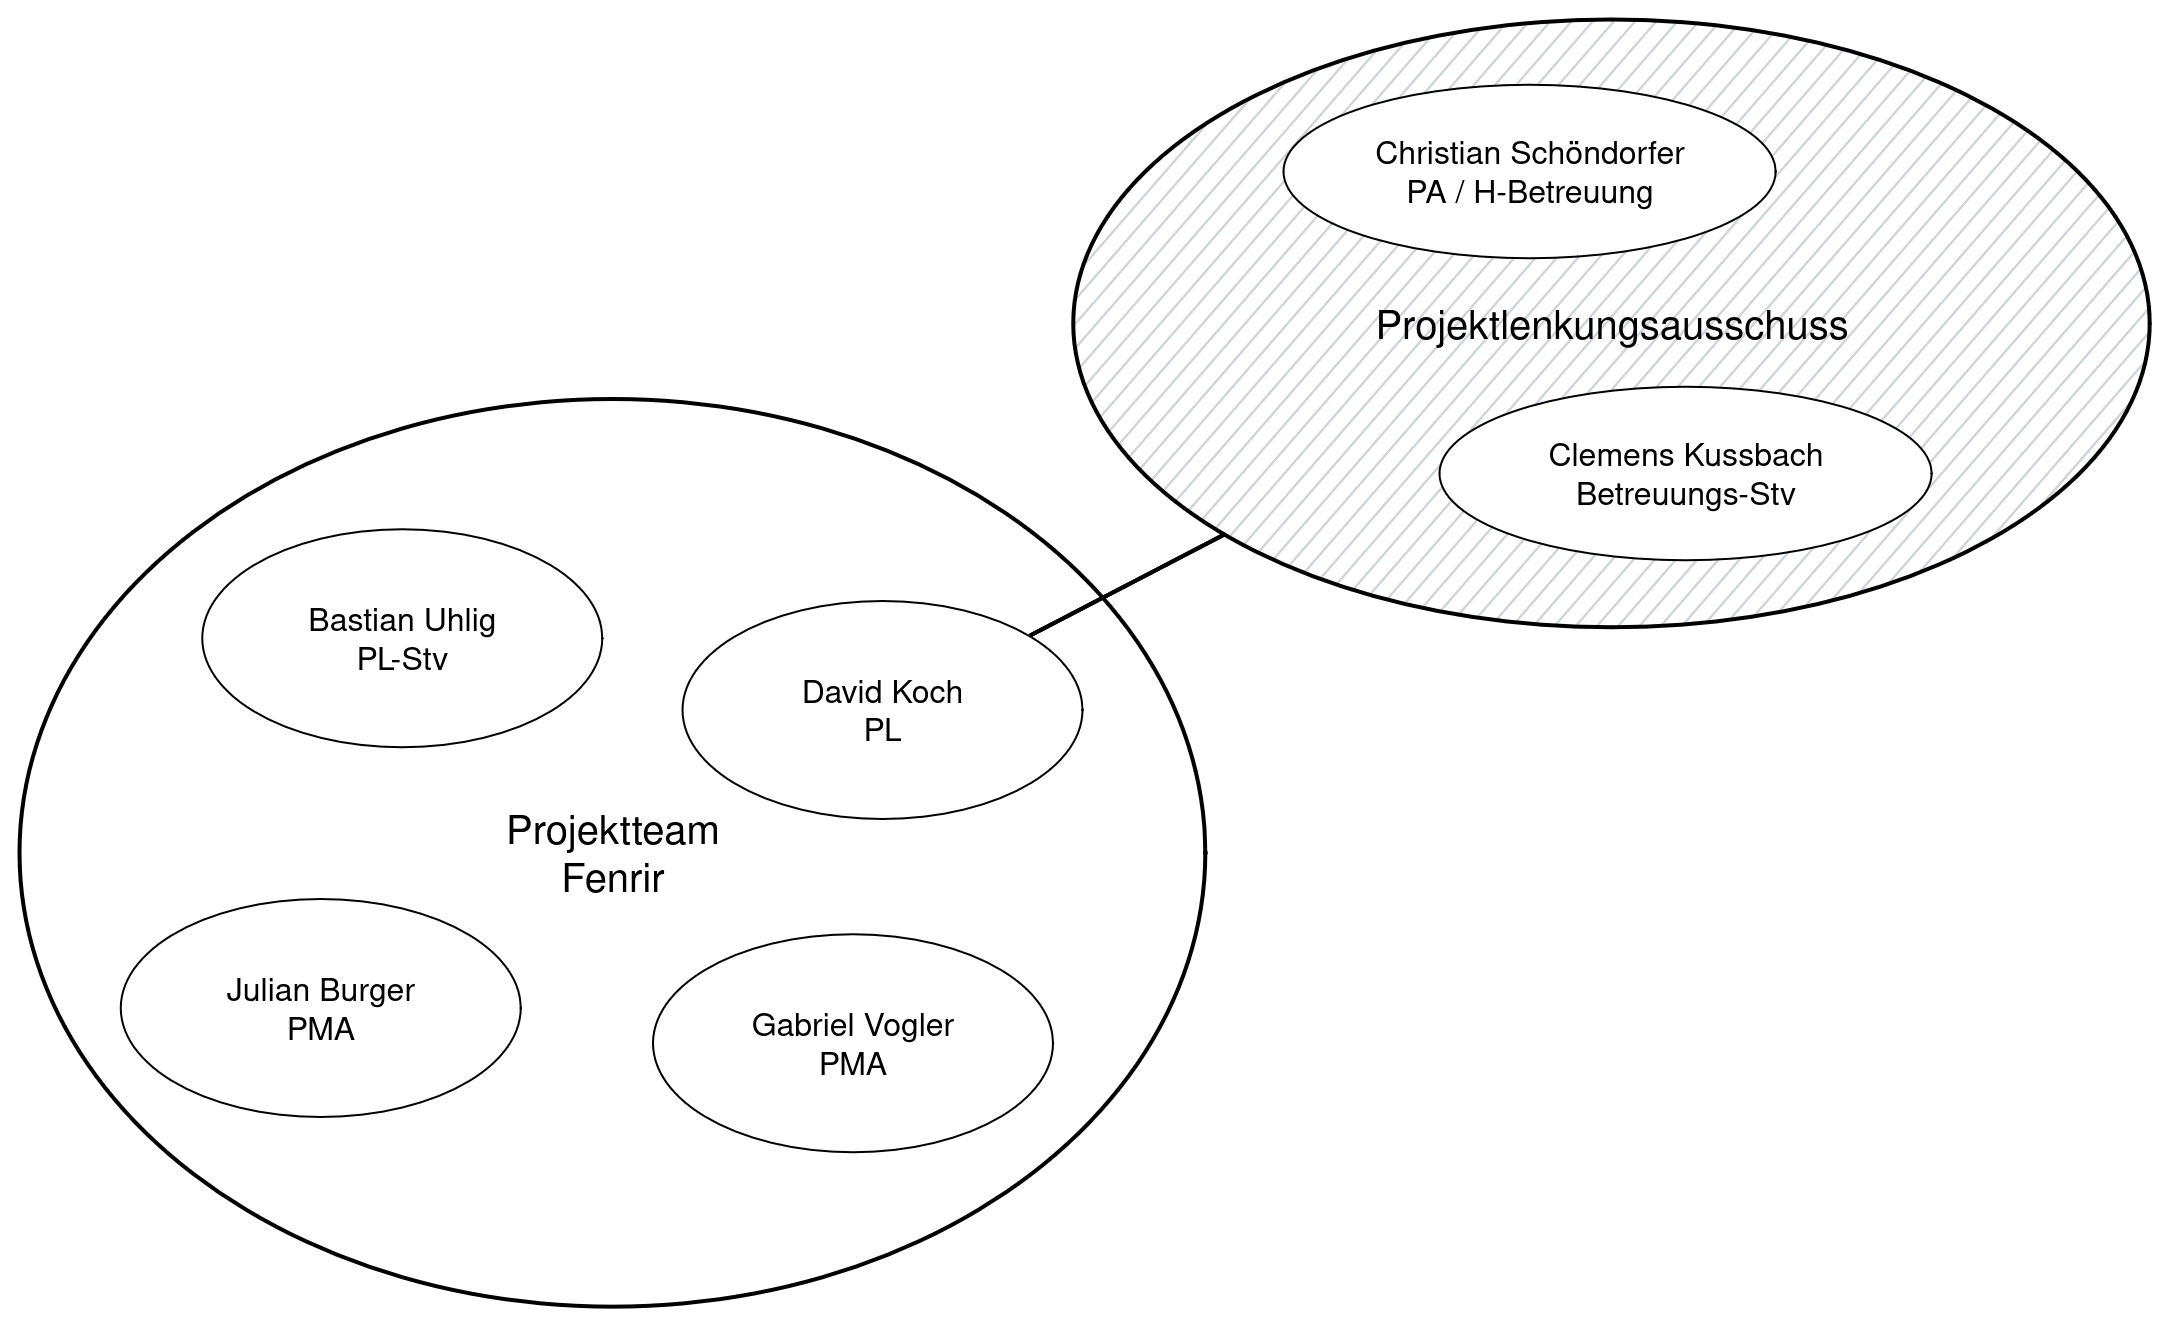 Christian Schöndorfer
PA / H-Betreuung
Projektlenkungsausschuss
Clemens Kussbach
Betreuungs-Stv
Bastian Uhlig
PL-Stv
David Koch
PL
Projektteam
Fenrir
Julian Burger
PMA
Gabriel Vogler
PMA